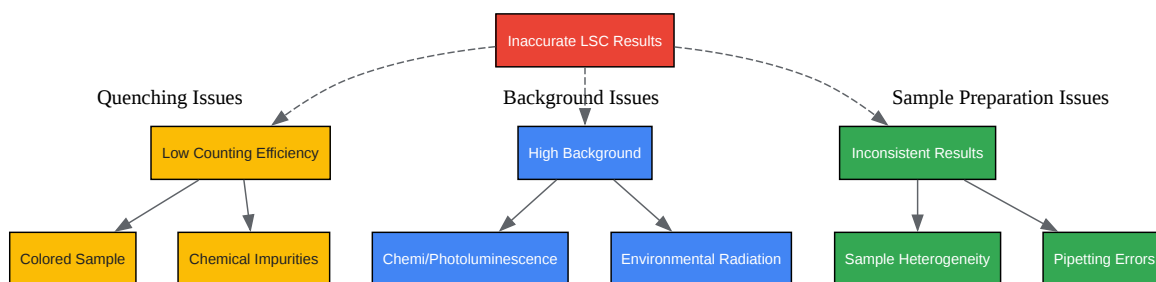 Inaccurate LSC Results
Quenching Issues
Background Issues
Sample Preparation Issues
Low Counting Efficiency
High Background
Inconsistent Results
Colored Sample
Chemical Impurities
Chemi/Photoluminescence
Environmental Radiation
Sample Heterogeneity
Pipetting Errors